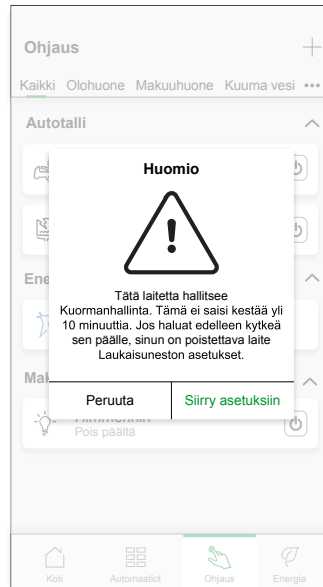 Ohjaus
Kaikki Olohuone Makuuhuone Kuuma vesi
Autotalli
Huomio
Tätä laitetta hallitsee
Kuormanhallinta. Tämä ei saisi kestää yli
10 minuuttia. Jos haluat edelleen kytkeä
sen päälle, sinun on poistettava laite
Laukaisuneston asetukset.
Peruuta Siirry asetuksiin
Pois päältä
Koti Automaatiot Ohjaus Energia